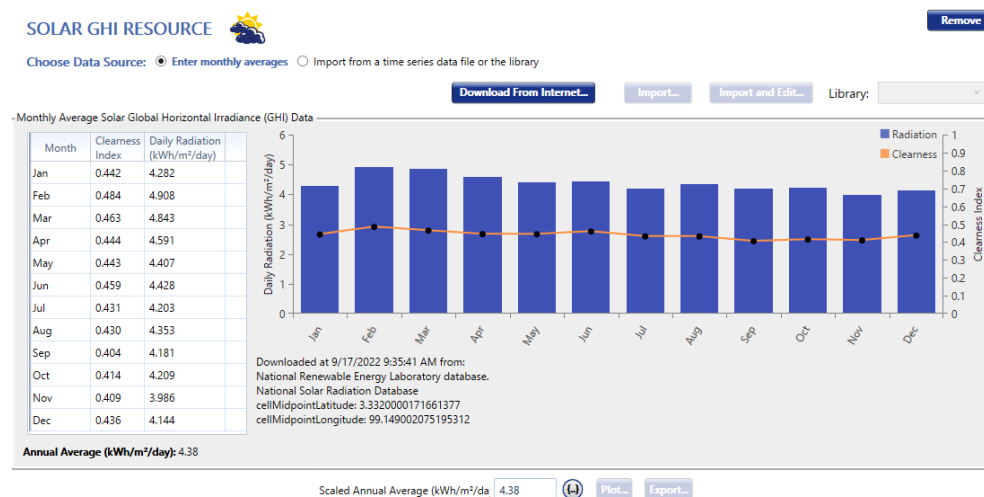 SOLAR GHI RESOURCE
Remove
Choose Data Source: Enter monthly averages Import from a time series data file or the library
Download From Internet... Import... Import and Edit... Library:
Monthly Average Solar Global Horizontal Irradiance (GHI) Data
Month Clearness Index Daily Radiation (kWh/m²/day)
Jan 0.442 4.282
Feb 0.484 4.908
Mar 0.463 4.843
Apr 0.444 4.591
May 0.443 4.407
Jun 0.459 4.428
Jul 0.431 4.203
Aug 0.430 4.353
Sep 0.404 4.181
Oct 0.414 4.209
Nov 0.409 3.986
Dec 0.436 4.144
Daily Radiation (kWh/m²/day)
6
5
4
3
2
1
0
Radiation
Clearness
1
0.9
0.8
0.7
0.6
0.5
0.4
0.3
0.2
0.1
0
Clearness Index
Jan Feb Mar Apr May Jun Jul Aug Sep Oct Nov Dec
Downloaded at 9/17/2022 9:35:41 AM from:
National Renewable Energy Laboratory database.
National Solar Radiation Database
cellMidpointLatitude: 3.3320000171661377
cellMidpointLongitude: 99.149002075195312
Annual Average (kWh/m²/day): 4.38
Scaled Annual Average (kWh/m²/da 4.38 {..} Plot... Export...